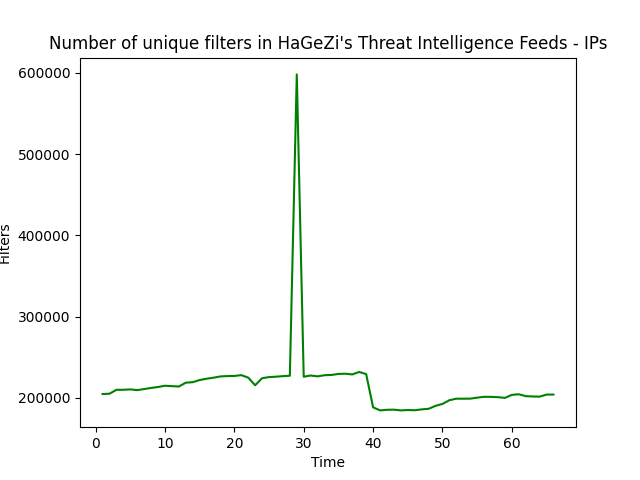 Number of unique filters in HaGeZi's Threat Intelligence Feeds - IPs
600000
500000
400000
300000
200000
Filters
0 10 20 30 40 50 60
Time